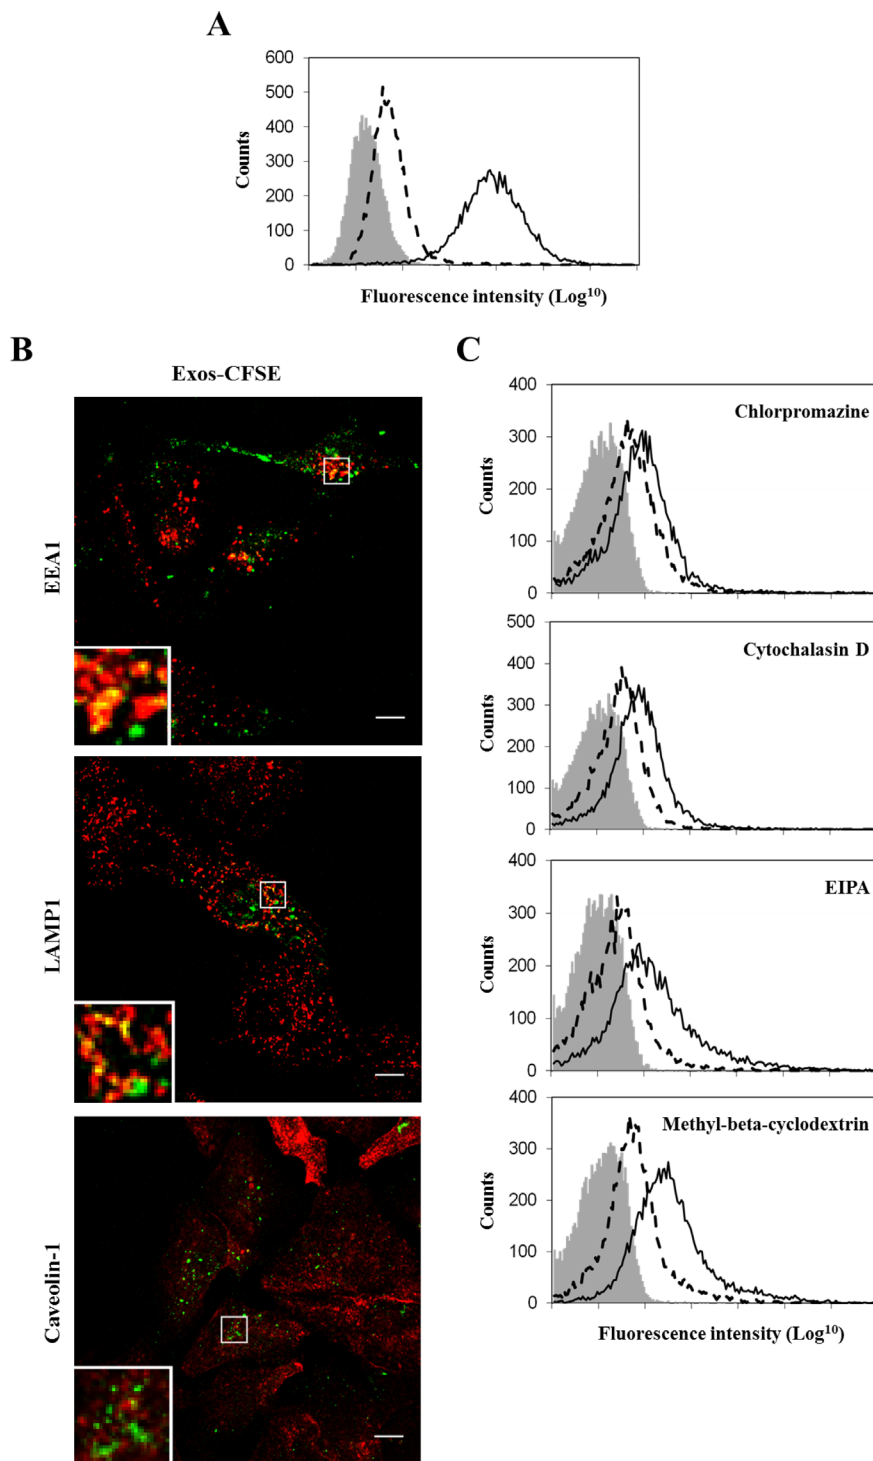 A
600
500
400
300
200
100
0
Counts
Fluorescence intensity (Log10)
B
Exos-CFSE
EEA1
LAMP1
Caveolin-1
C
400
300
200
100
0
Counts
Chlorpromazine
500
400
300
200
100
0
Counts
Cytochalasin D
400
300
200
100
0
Counts
EIPA
400
300
200
100
0
Counts
Methyl-beta-cyclodextrin
Fluorescence intensity (Log10)